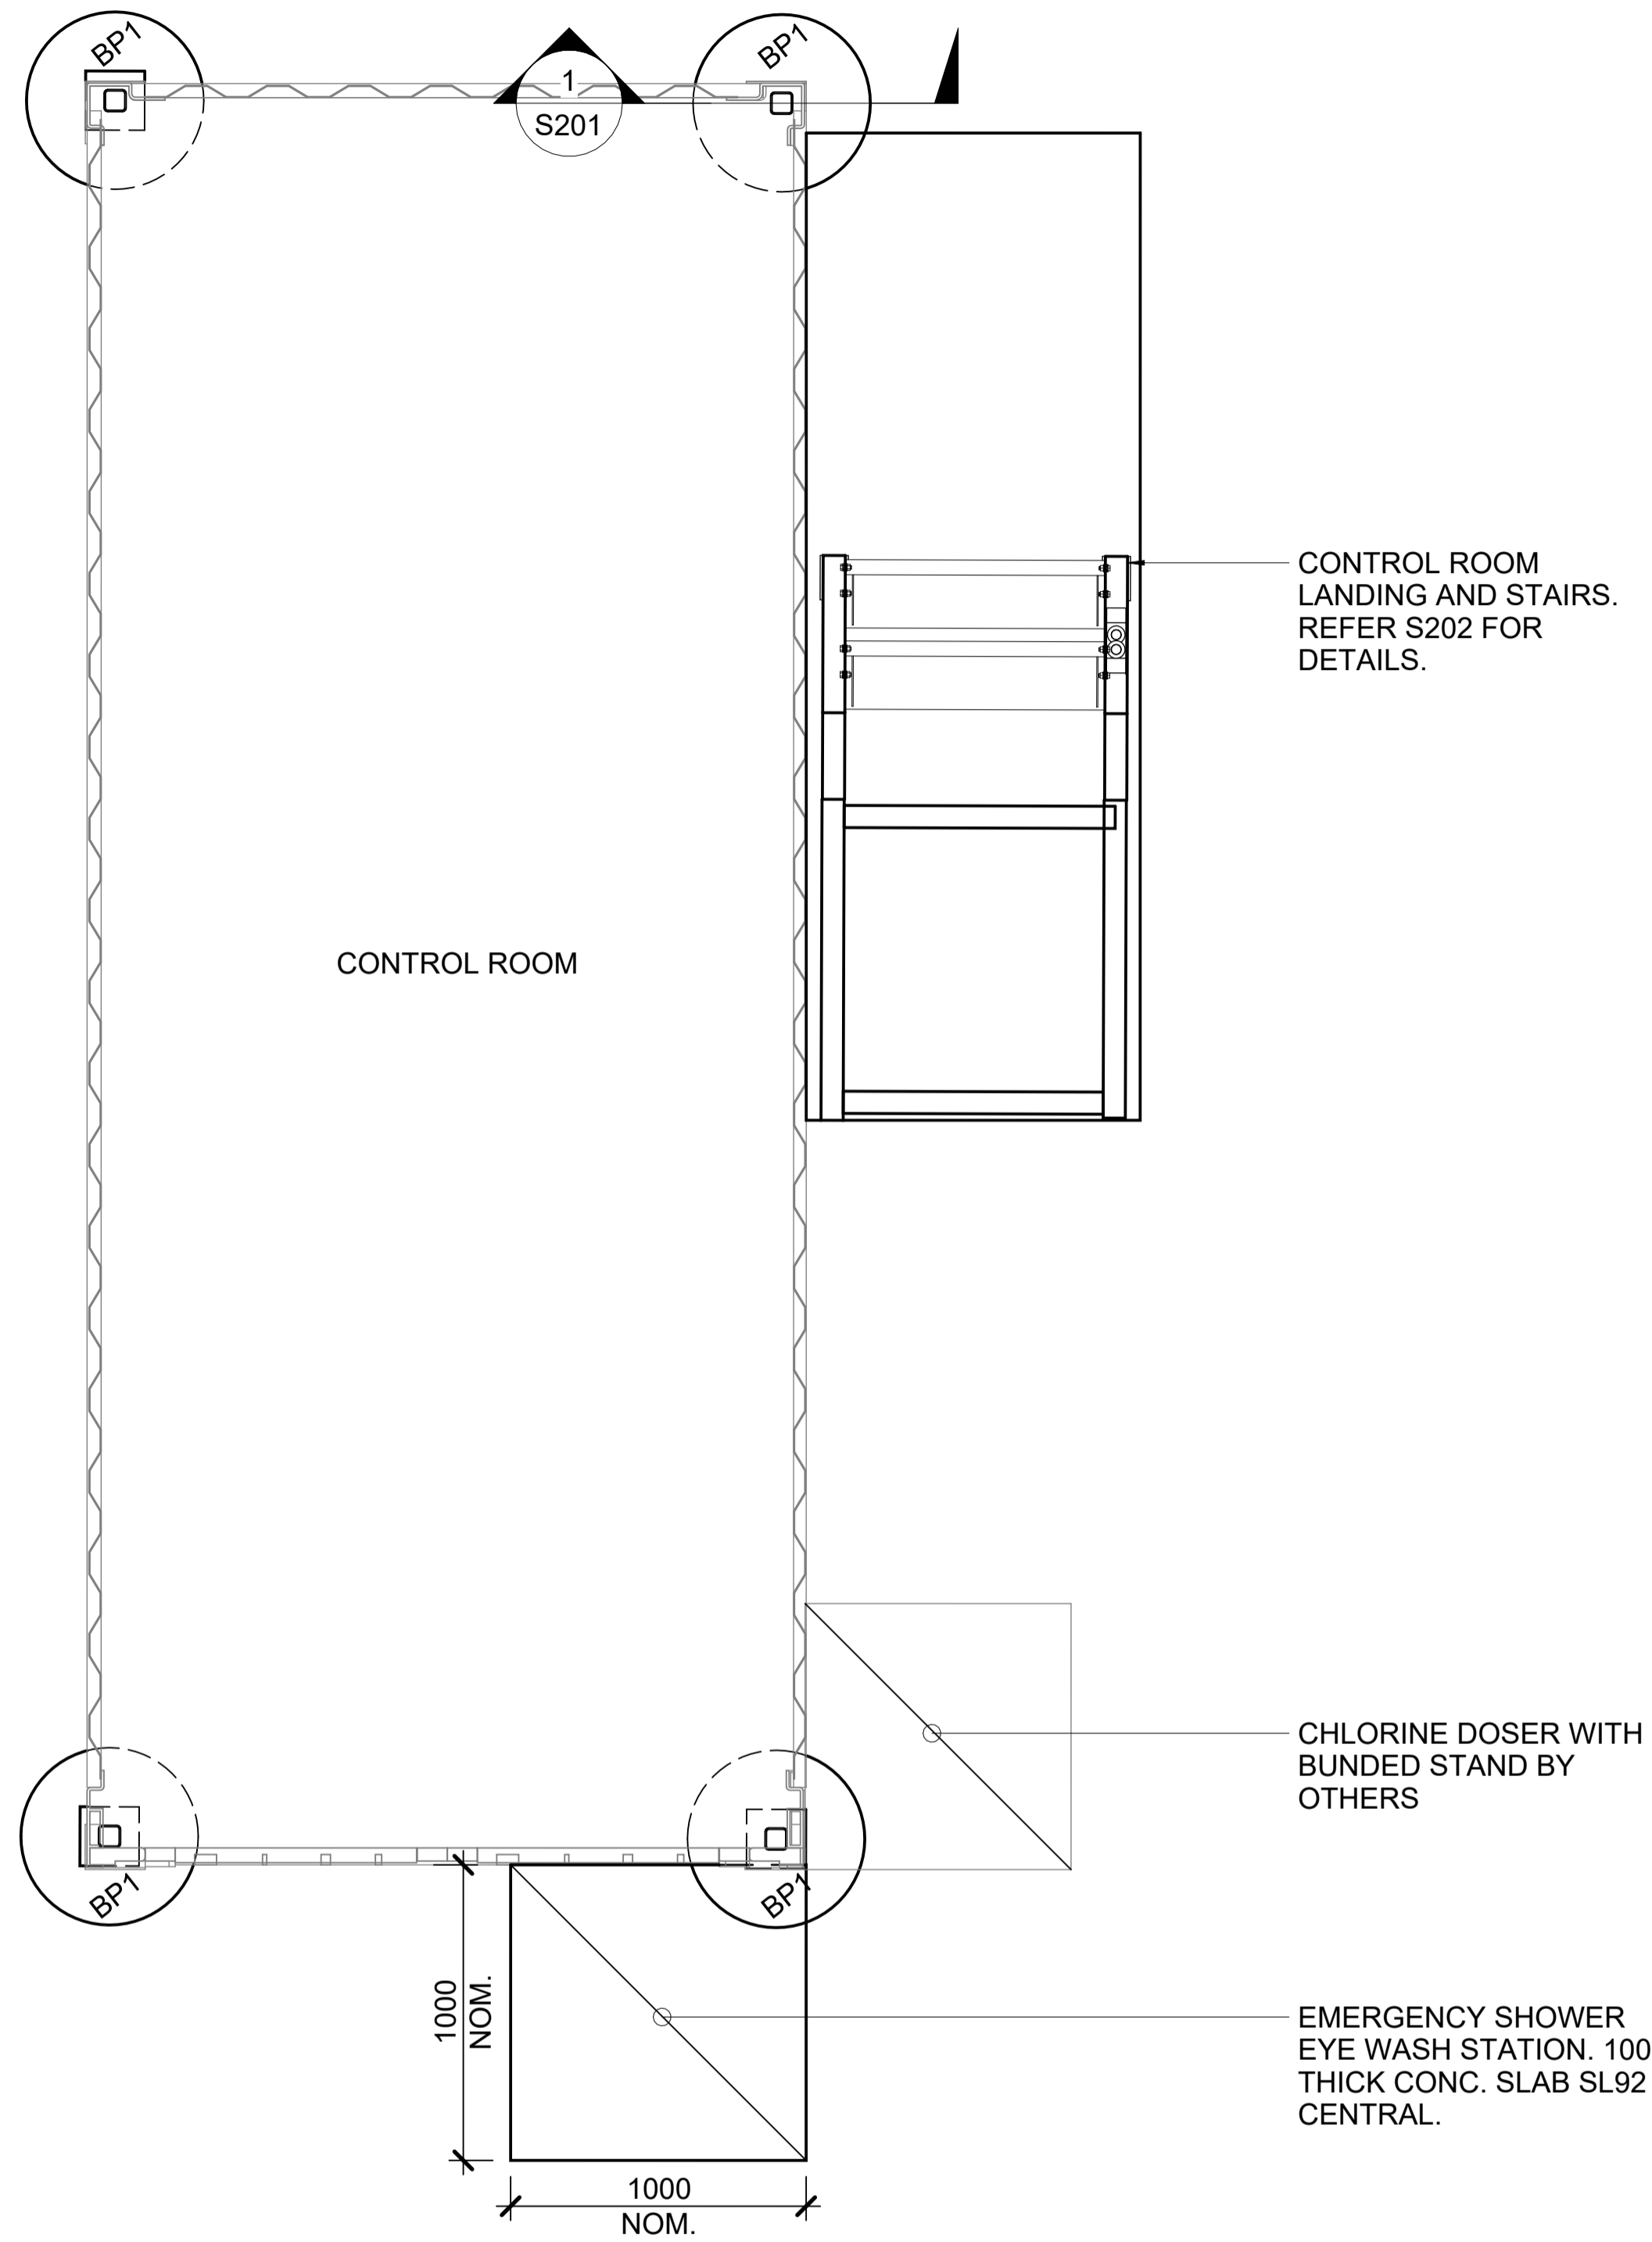 BP1
BP1
1
S201
CONTROL ROOM
LANDING AND STAIRS.
REFER S202 FOR
DETAILS.
CONTROL ROOM
CHLORINE DOSER WITH
BUNDED STAND BY
OTHERS
BP1
BP1
1000
NOM.
EMERGENCY SHOWER
EYE WASH STATION. 100
THICK CONC. SLAB SL92
CENTRAL.
1000
NOM.